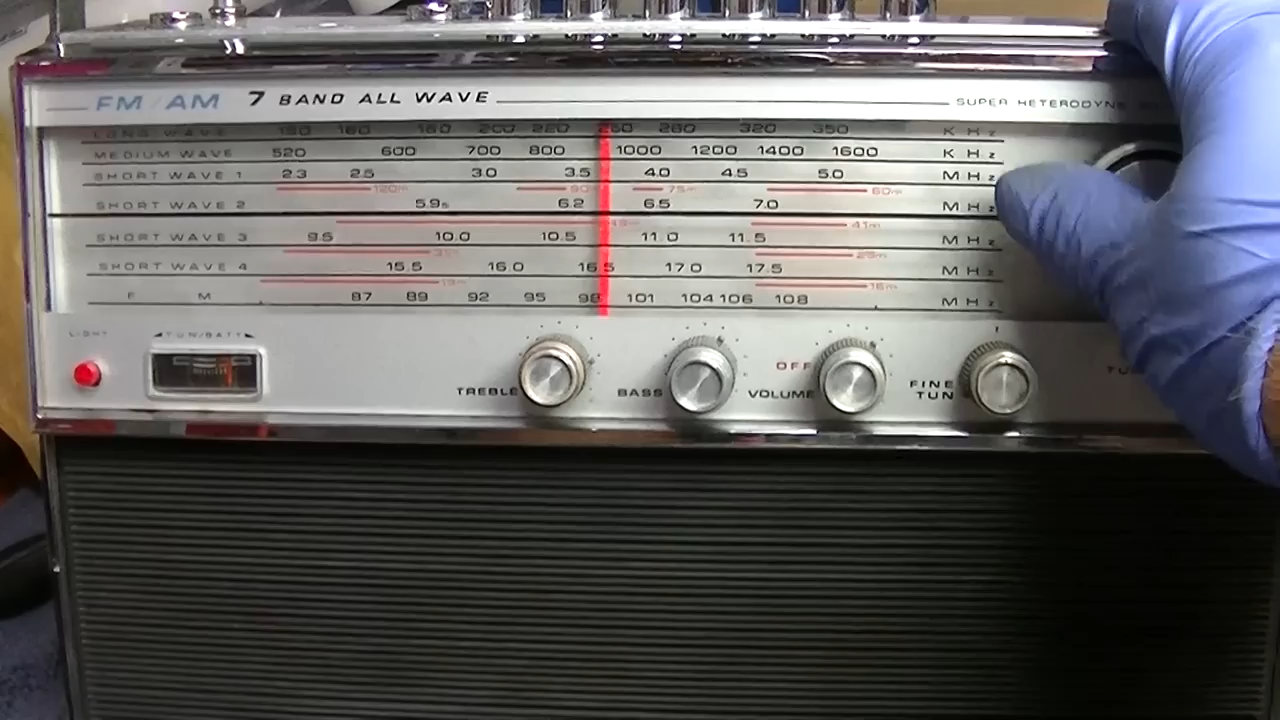 FM/AM 7 BAND ALL WAVE SUPER HETERODYNE
LONG WAVE 150 160 180 200 220 260 280 320 350 KHz
MEDIUM WAVE 520 600 700 800 1000 1200 1400 1600 KHz
SHORT WAVE 1 2.3 2.5 3.0 3.5 4.0 4.5 5.0 MHz
120m 90m 75m 60m
SHORT WAVE 2 5.95 6.2 6.5 7.0 MHz
49m 41m
SHORT WAVE 3 9.5 10.0 10.5 11.0 11.5 MHz
31m 25m
SHORT WAVE 4 15.5 16.0 16.5 17.0 17.5 MHz
19m 16m
F M 87 89 92 95 98 101 104 106 108 MHz
LIGHT TUN/BATT
TREBLE BASS OFF VOLUME FINE TUN